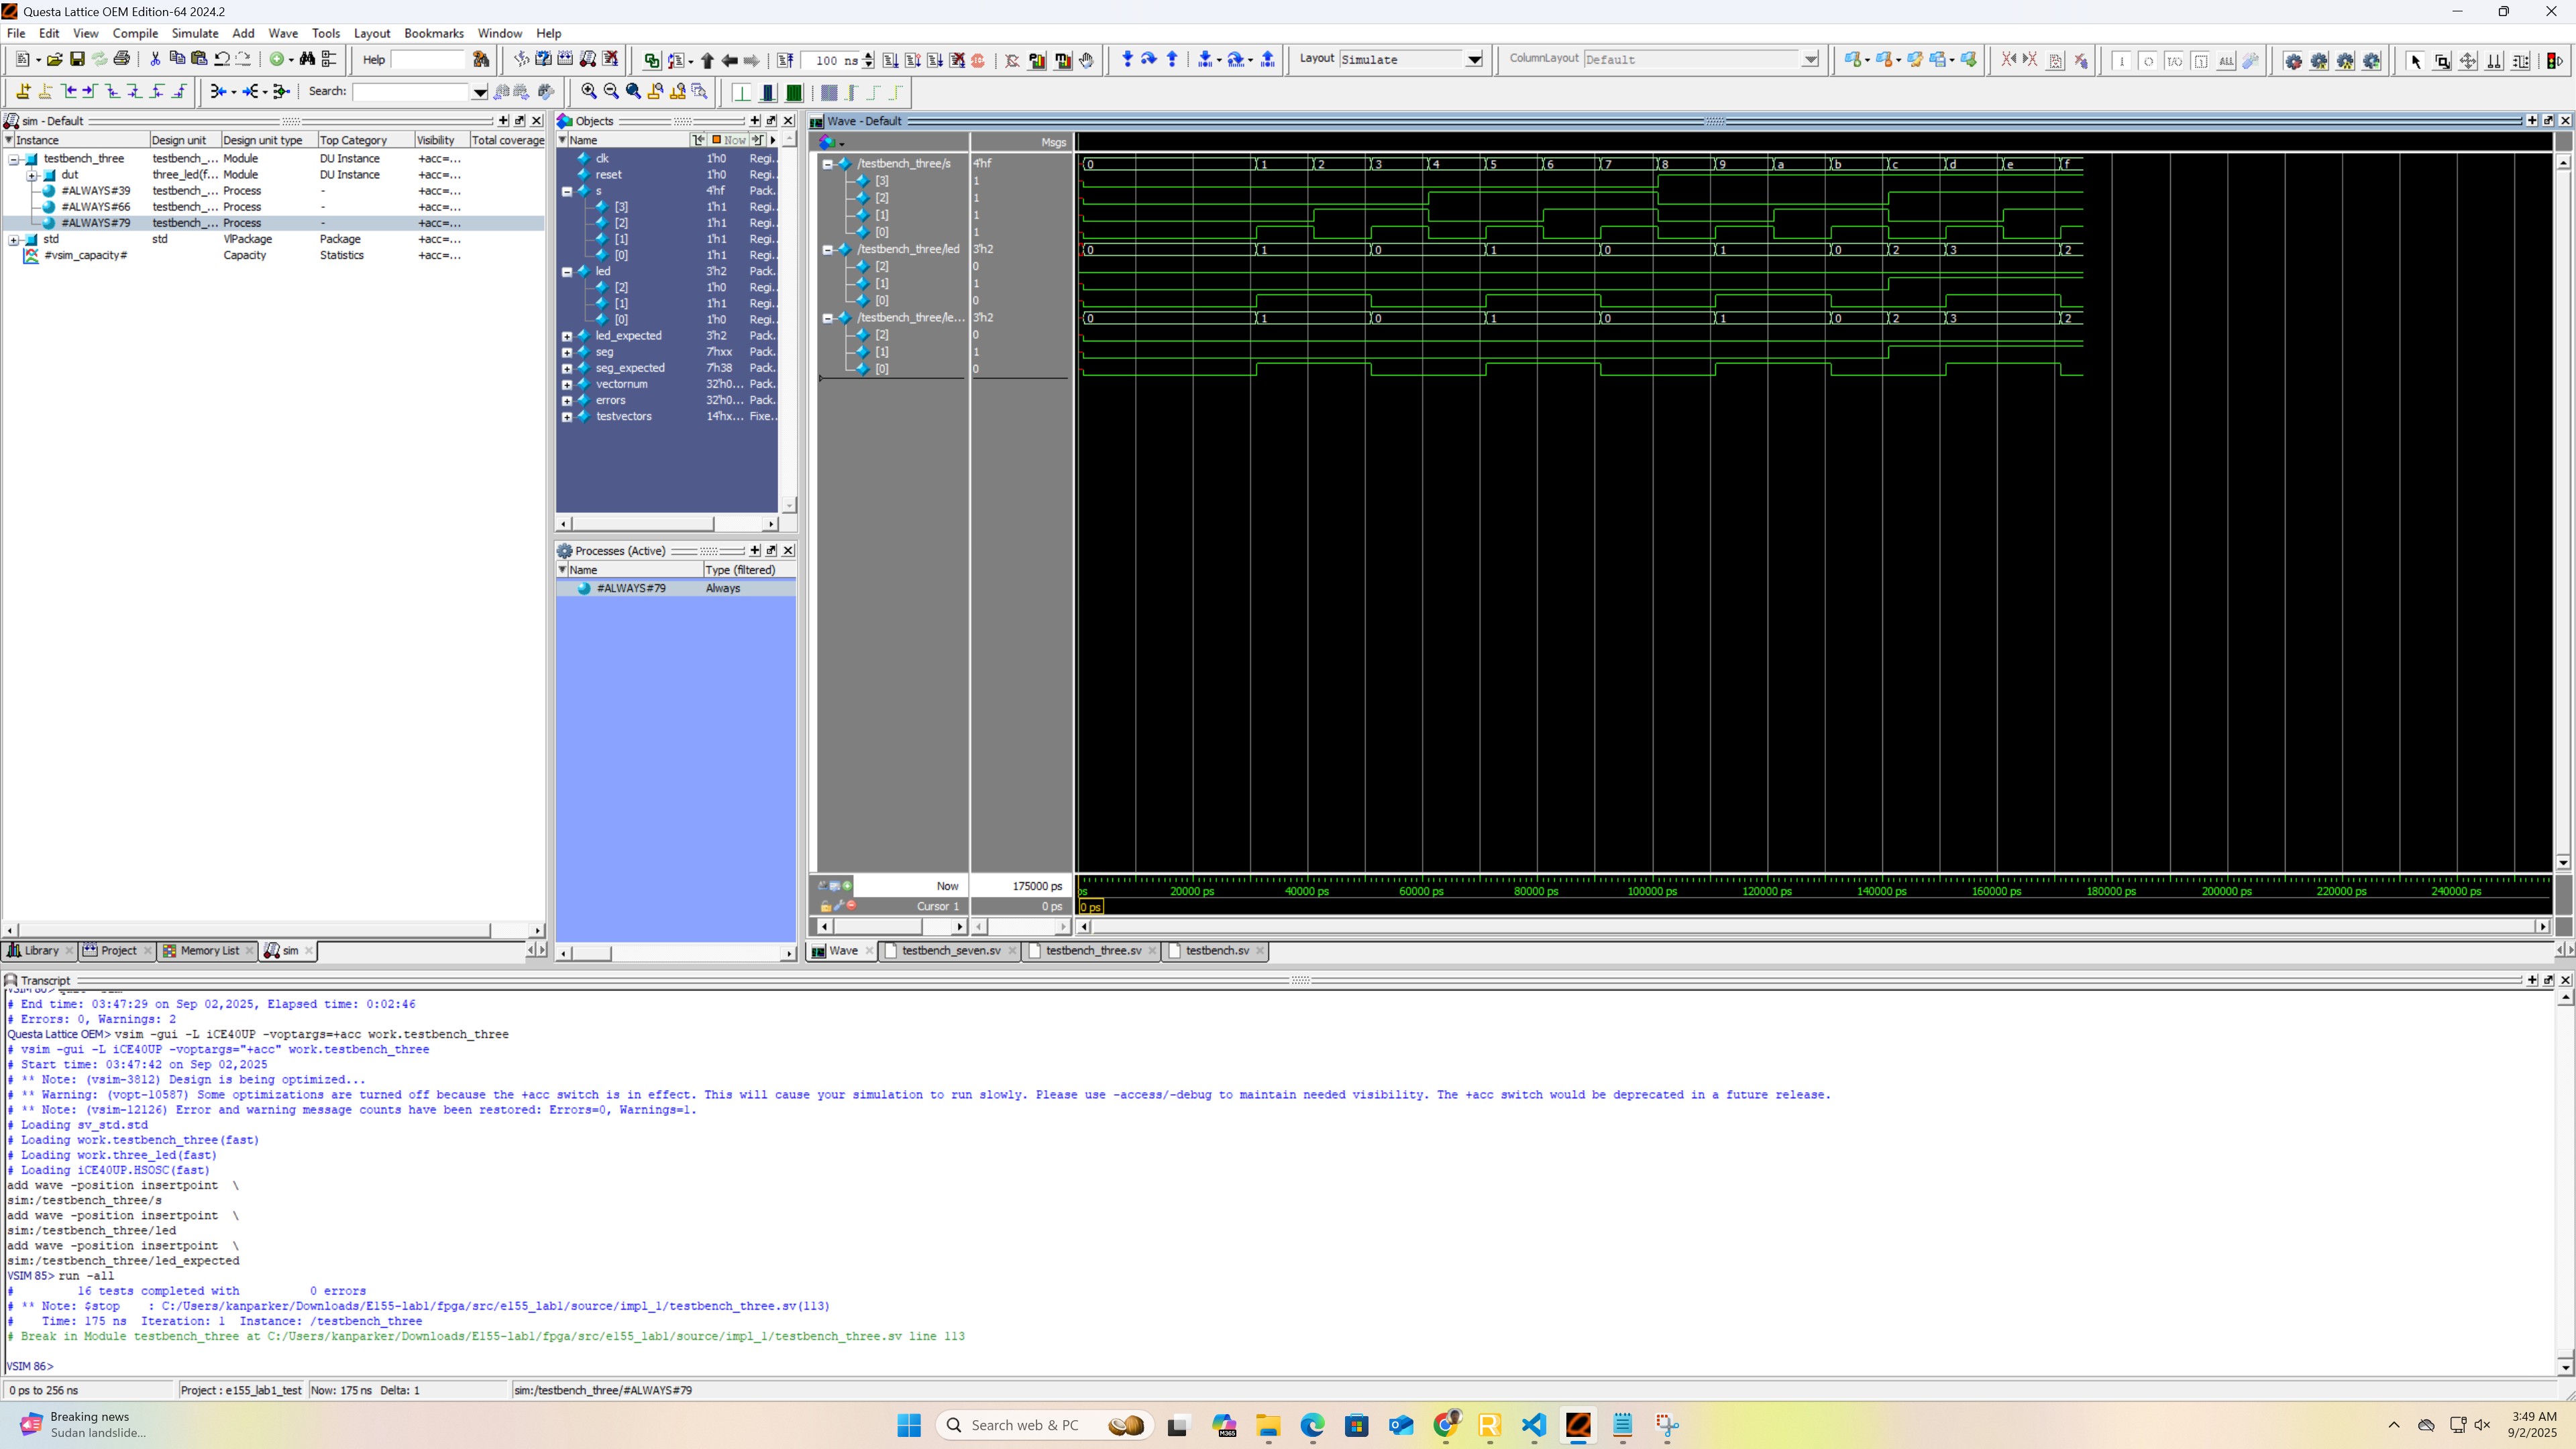 Questa Lattice OEM Edition-64 2024.2
File Edit View Compile Simulate Add Wave Tools Layout Bookmarks Window Help
Help 100 ns Layout Simulate ColumnLayout Default
Search:
sim - Default
Instance Design unit Design unit type Top Category Visibility Total coverage
testbench_three testbench_... Module DU Instance +acc=...
dut three_led(f... Module DU Instance +acc=...
#ALWAYS#39 testbench_... Process - +acc=...
#ALWAYS#66 testbench_... Process - +acc=...
#ALWAYS#79 testbench_... Process - +acc=...
std std VlPackage Package +acc=...
#vsim_capacity# Capacity Statistics +acc=...
Objects
Name Now
clk 1'h0 Regi...
reset 1'h0 Regi...
s 4'hf Pack...
[3] 1'h1 Regi...
[2] 1'h1 Regi...
[1] 1'h1 Regi...
[0] 1'h1 Regi...
led 3'h2 Pack...
[2] 1'h0 Regi...
[1] 1'h1 Regi...
[0] 1'h0 Regi...
led_expected 3'h2 Pack...
seg 7'hxx Pack...
seg_expected 7'h38 Pack...
vectornum 32'h0... Pack...
errors 32'h0... Pack...
testvectors 14'hx... Fixe...
Processes (Active)
Name Type (filtered)
#ALWAYS#79 Always
Wave - Default
Msgs
/testbench_three/s 4'hf 0 1 2 3 4 5 6 7 8 9 a b c d e f
[3] 1
[2] 1
[1] 1
[0] 1
/testbench_three/led 3'h2 0 1 0 1 0 1 0 2 3 2
[2] 0
[1] 1
[0] 0
/testbench_three/le... 3'h2 0 1 0 1 0 1 0 2 3 2
[2] 0
[1] 1
[0] 0
Now 175000 ps 20000 ps 40000 ps 60000 ps 80000 ps 100000 ps 120000 ps 140000 ps 160000 ps 180000 ps 200000 ps 220000 ps 240000 ps
Cursor 1 0 ps 0 ps
Library Project Memory List sim
Wave testbench_seven.sv testbench_three.sv testbench.sv
Transcript
# End time: 03:47:29 on Sep 02,2025, Elapsed time: 0:02:46
# Errors: 0, Warnings: 2
Questa Lattice OEM> vsim -gui -L iCE40UP -voptargs=+acc work.testbench_three
# vsim -gui -L iCE40UP -voptargs="+acc" work.testbench_three
# Start time: 03:47:42 on Sep 02,2025
# ** Note: (vsim-3812) Design is being optimized...
# ** Warning: (vopt-10587) Some optimizations are turned off because the +acc switch is in effect. This will cause your simulation to run slowly. Please use -access/-debug to maintain needed visibility. The +acc switch would be deprecated in a future release.
# ** Note: (vsim-12126) Error and warning message counts have been restored: Errors=0, Warnings=1.
# Loading sv_std.std
# Loading work.testbench_three(fast)
# Loading work.three_led(fast)
# Loading iCE40UP.HSOSC(fast)
add wave -position insertpoint \
sim:/testbench_three/s
add wave -position insertpoint \
sim:/testbench_three/led
add wave -position insertpoint \
sim:/testbench_three/led_expected
VSIM 85> run -all
# 16 tests completed with 0 errors
# ** Note: $stop : C:/Users/kanparker/Downloads/E155-lab1/fpga/src/e155_lab1/source/impl_1/testbench_three.sv(113)
# Time: 175 ns Iteration: 1 Instance: /testbench_three
# Break in Module testbench_three at C:/Users/kanparker/Downloads/E155-lab1/fpga/src/e155_lab1/source/impl_1/testbench_three.sv line 113
VSIM 86>
0 ps to 256 ns Project : e155_lab1_test Now: 175 ns Delta: 1 sim:/testbench_three/#ALWAYS#79
Breaking news
Sudan landslide...
Search web & PC
3:49 AM
9/2/2025